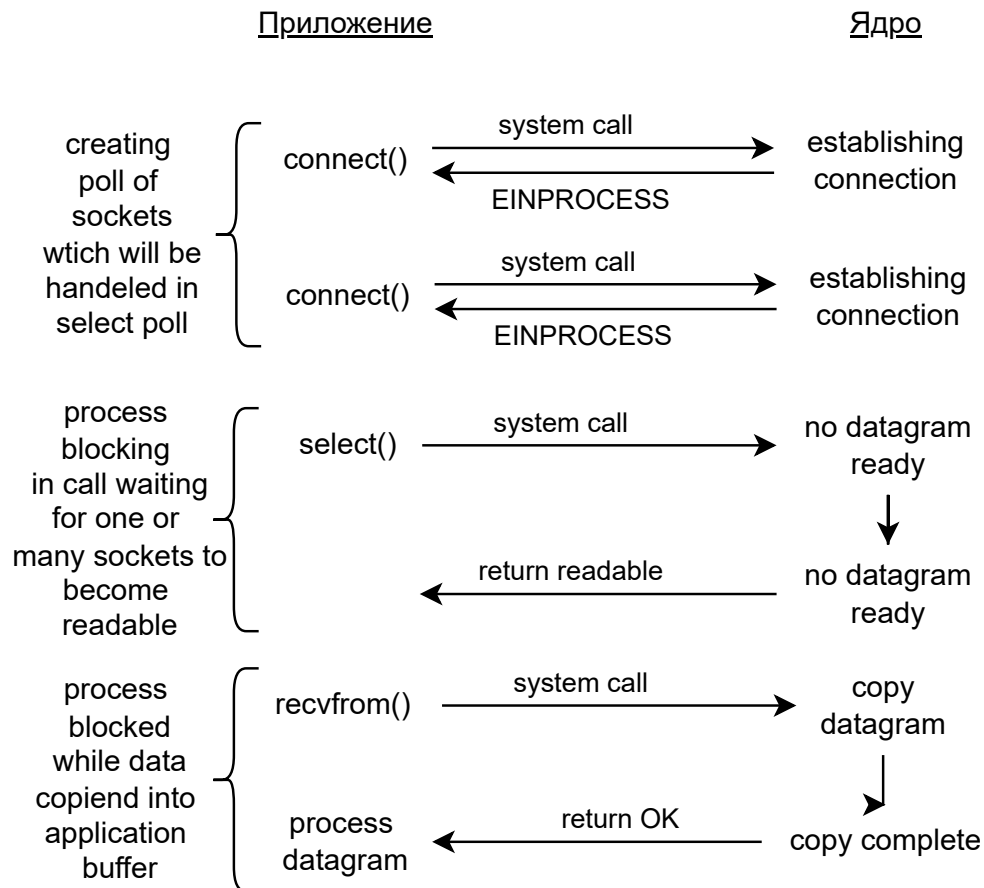 Приложение
Ядро
creating
poll of
sockets
wtich will be
handeled in
select poll
connect()
system call
EINPROCESS
establishing
connection
connect()
system call
EINPROCESS
establishing
connection
process
blocking
in call waiting
for one or
many sockets to
become
readable
select()
system call
no datagram
ready
return readable
no datagram
ready
process
blocked
while data
copiend into
application
buffer
recvfrom()
system call
copy
datagram
process
datagram
return OK
copy complete